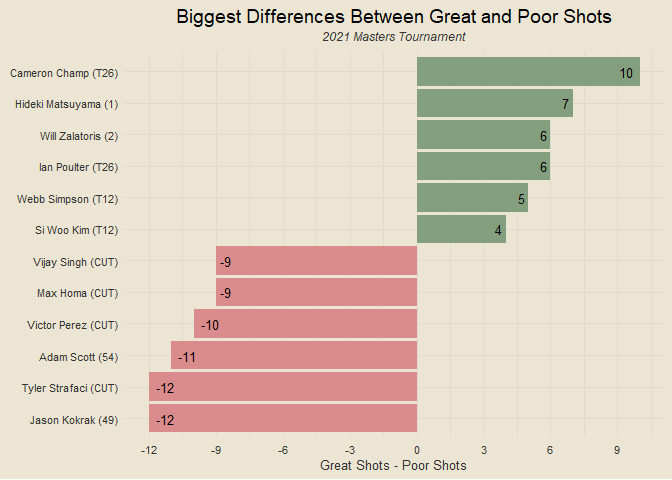 Biggest Differences Between Great and Poor Shots
2021 Masters Tournament
Cameron Champ (T26) 10
Hideki Matsuyama (1) 7
Will Zalatoris (2) 6
Ian Poulter (T26) 6
Webb Simpson (T12) 5
Si Woo Kim (T12) 4
Vijay Singh (CUT) -9
Max Homa (CUT) -9
Victor Perez (CUT) -10
Adam Scott (54) -11
Tyler Strafaci (CUT) -12
Jason Kokrak (49) -12
-12 -9 -6 -3 0 3 6 9
Great Shots - Poor Shots